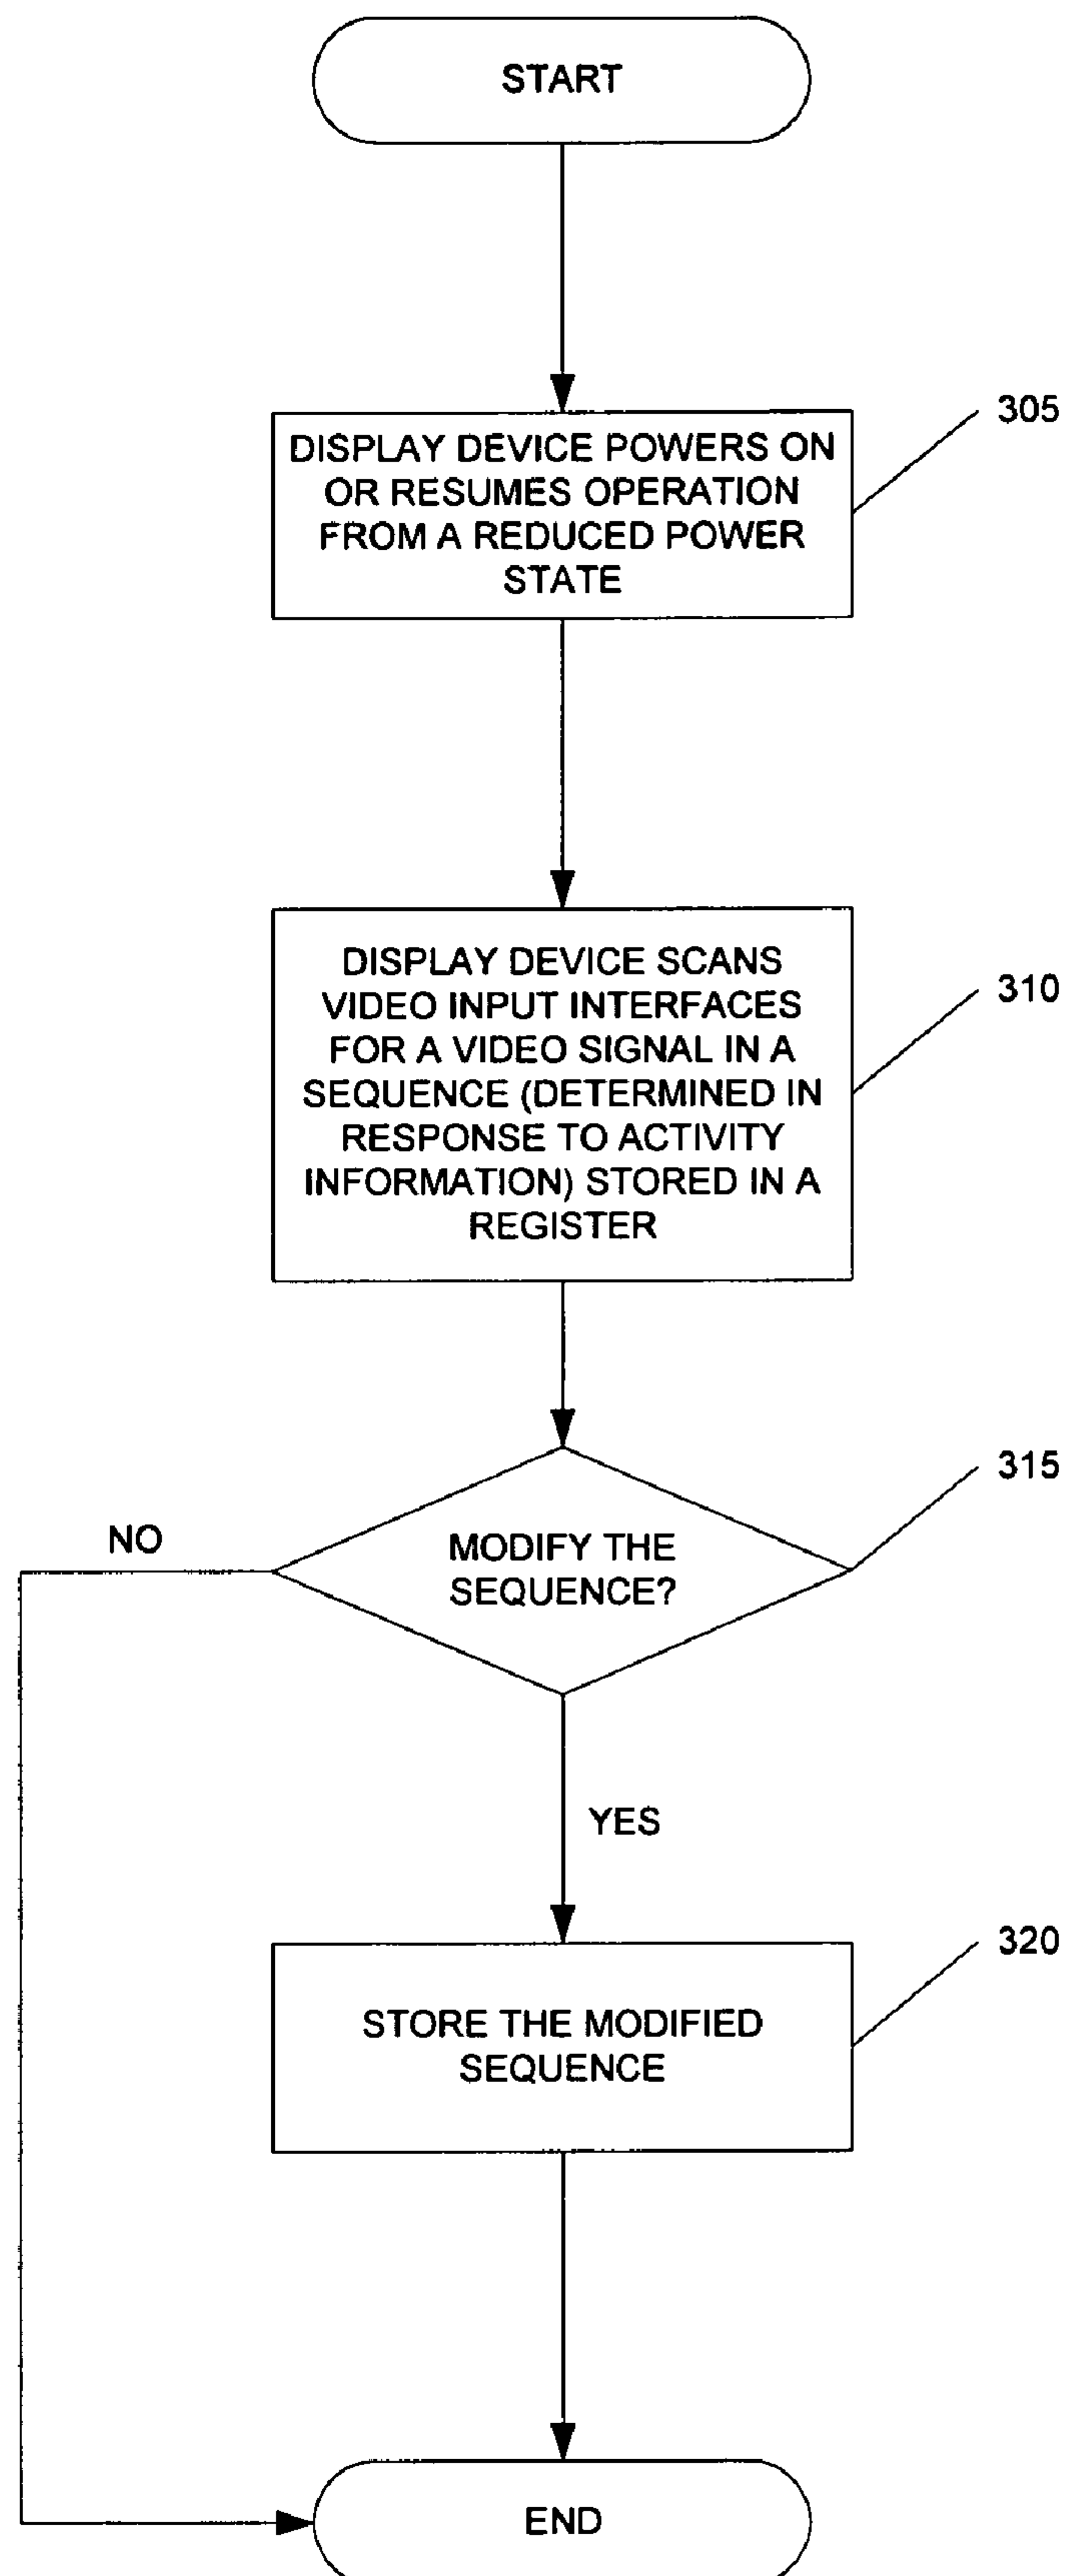 START
305
DISPLAY DEVICE POWERS ON
OR RESUMES OPERATION
FROM A REDUCED POWER
STATE
310
DISPLAY DEVICE SCANS
VIDEO INPUT INTERFACES
FOR A VIDEO SIGNAL IN A
SEQUENCE (DETERMINED IN
RESPONSE TO ACTIVITY
INFORMATION) STORED IN A
REGISTER
315
NO
MODIFY THE
SEQUENCE?
YES
320
STORE THE MODIFIED
SEQUENCE
END